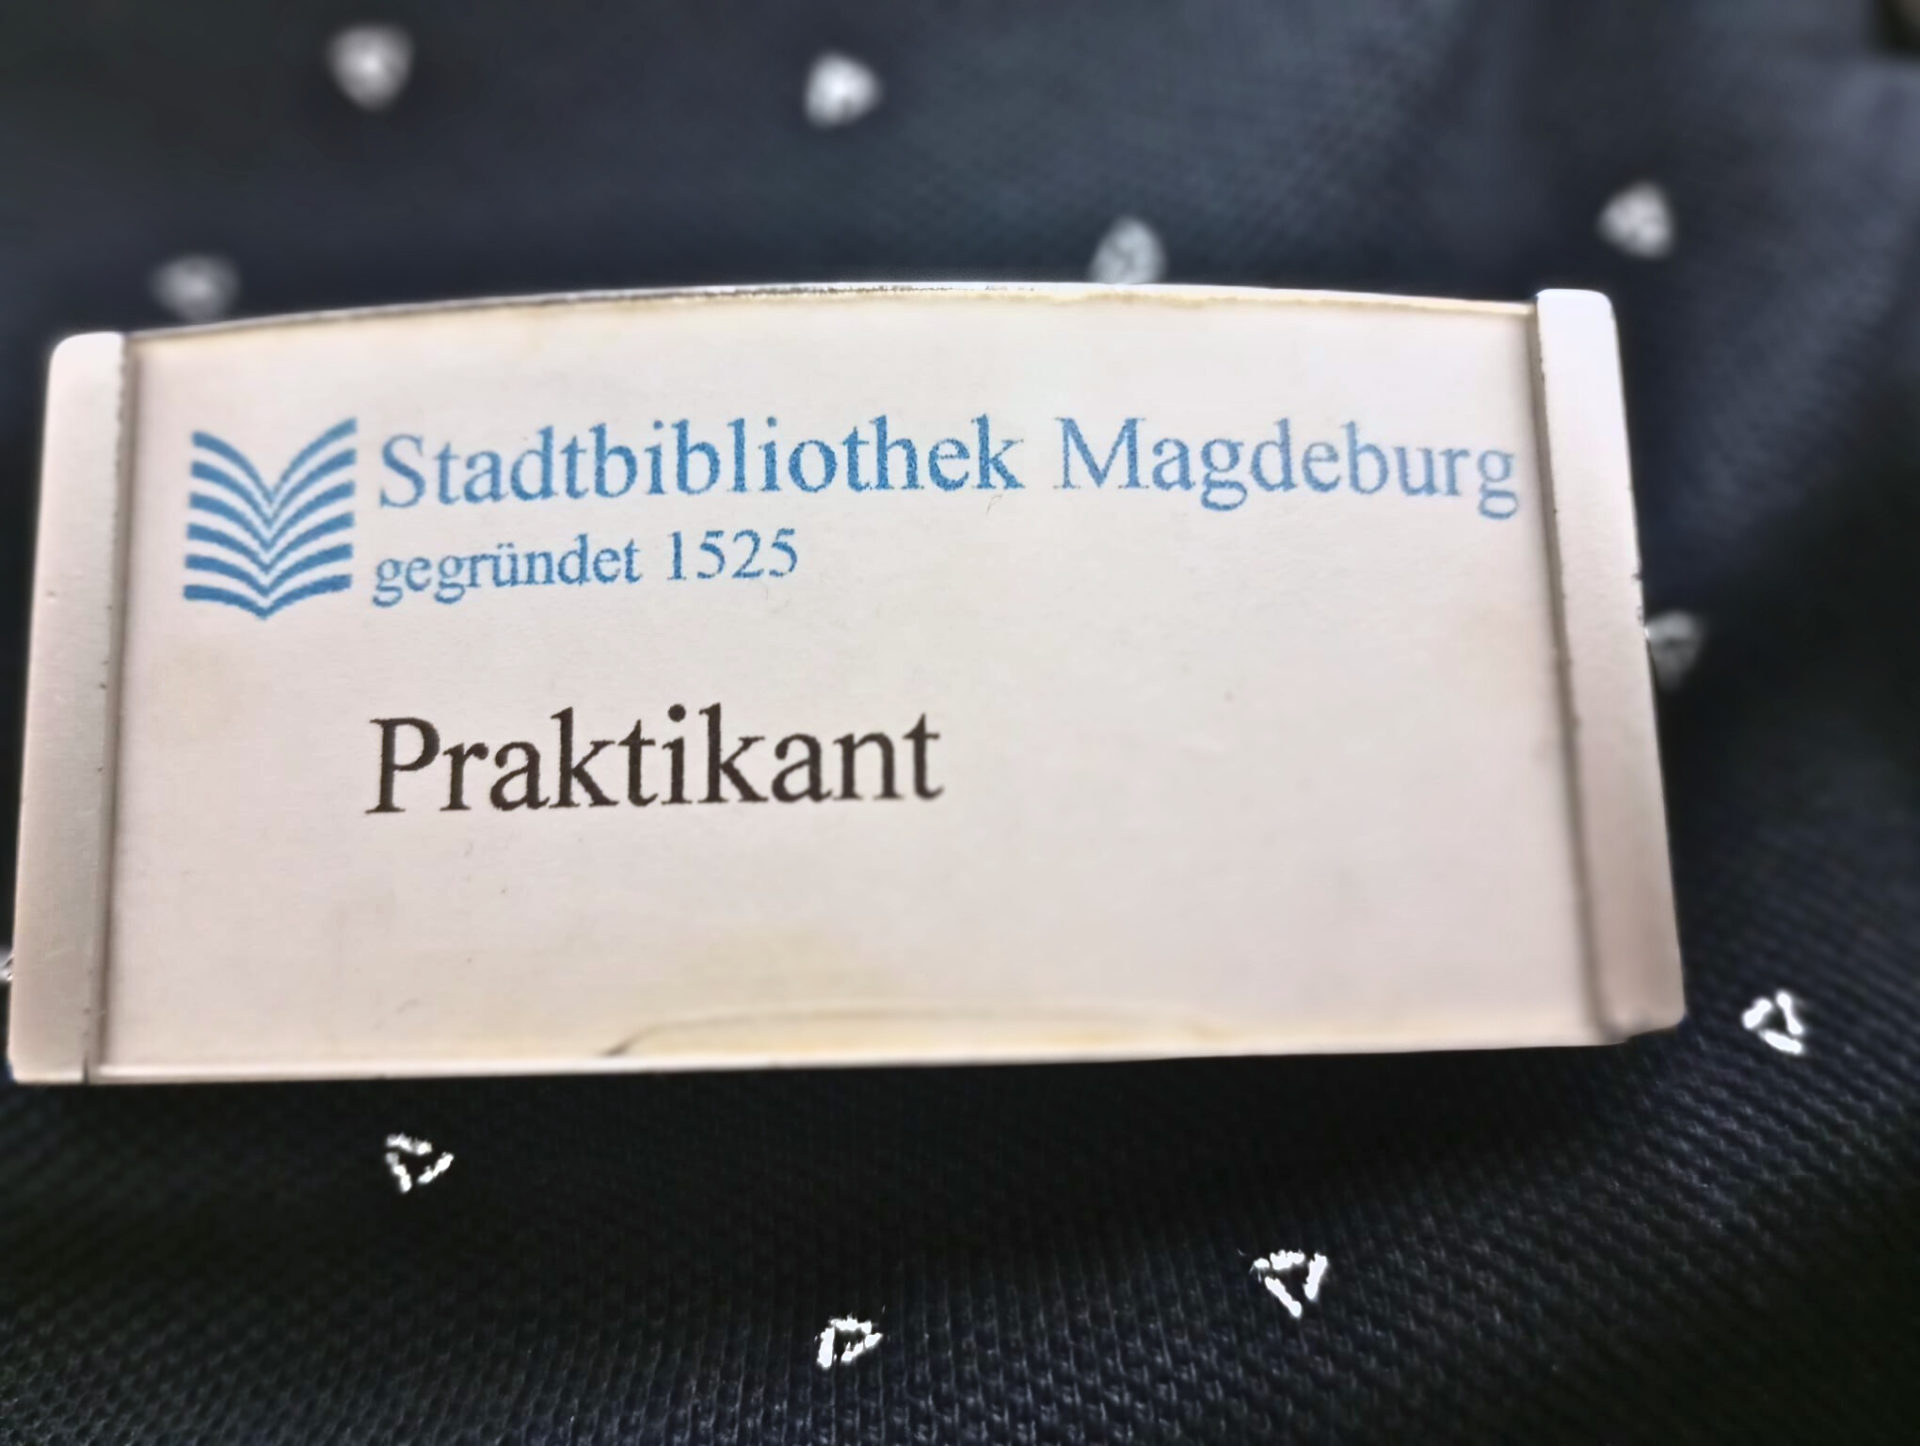 Stadtbibliothek Magdeburg
gegründet 1525
Praktikant